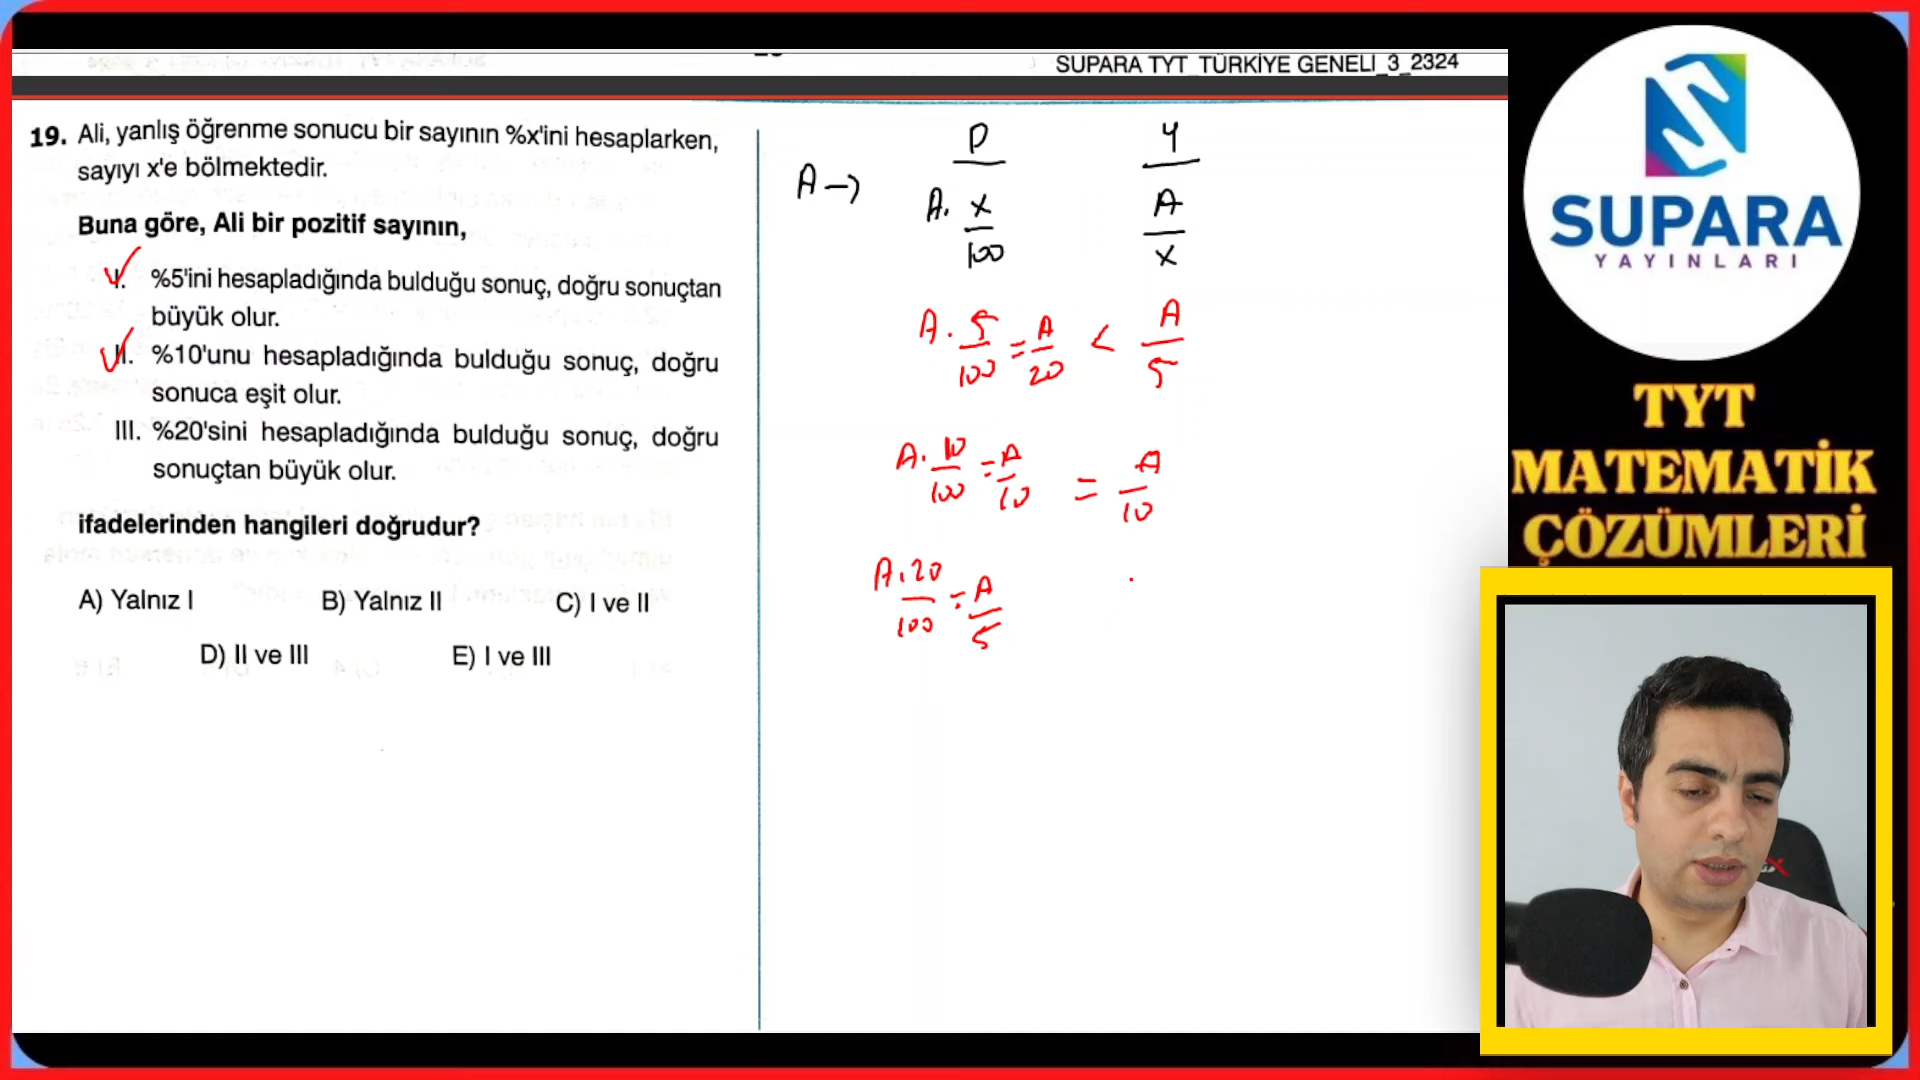 SUPARA TYT_TÜRKİYE GENELİ_3_2324
19. Ali, yanlış öğrenme sonucu bir sayının %x'ini hesaplarken,
sayıyı x'e bölmektedir.
Buna göre, Ali bir pozitif sayının,
I. %5'ini hesapladığında bulduğu sonuç, doğru sonuçtan
büyük olur.
II. %10'unu hesapladığında bulduğu sonuç, doğru
sonuca eşit olur.
III. %20'sini hesapladığında bulduğu sonuç, doğru
sonuçtan büyük olur.
ifadelerinden hangileri doğrudur?
A) Yalnız I B) Yalnız II C) I ve II
D) II ve III E) I ve III
D Y
A → A. x/100 A/x
A. 5/100 = A/20 < A/5
A. 10/100 = A/10 = A/10
A.20/100 = A/5
SUPARA
YAYINLARI
TYT
MATEMATİK
ÇÖZÜMLERİ